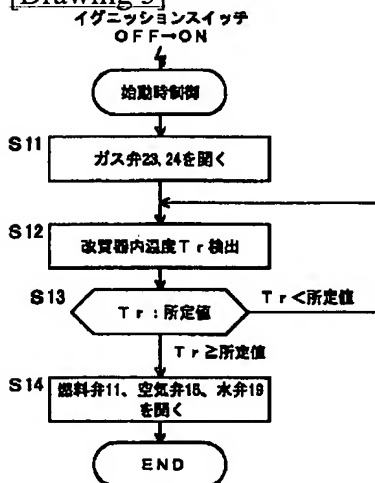 [Drawing 3]
イグニッションスイッチ
OFF→ON
始動時制御
S11
ガス弁23,24を開く
S12
改質器内温度Tr検出
S13
Tr:所定値
Tr<所定値
Tr≧所定値
S14
燃料弁11、空気弁15、水弁19
を開く
END